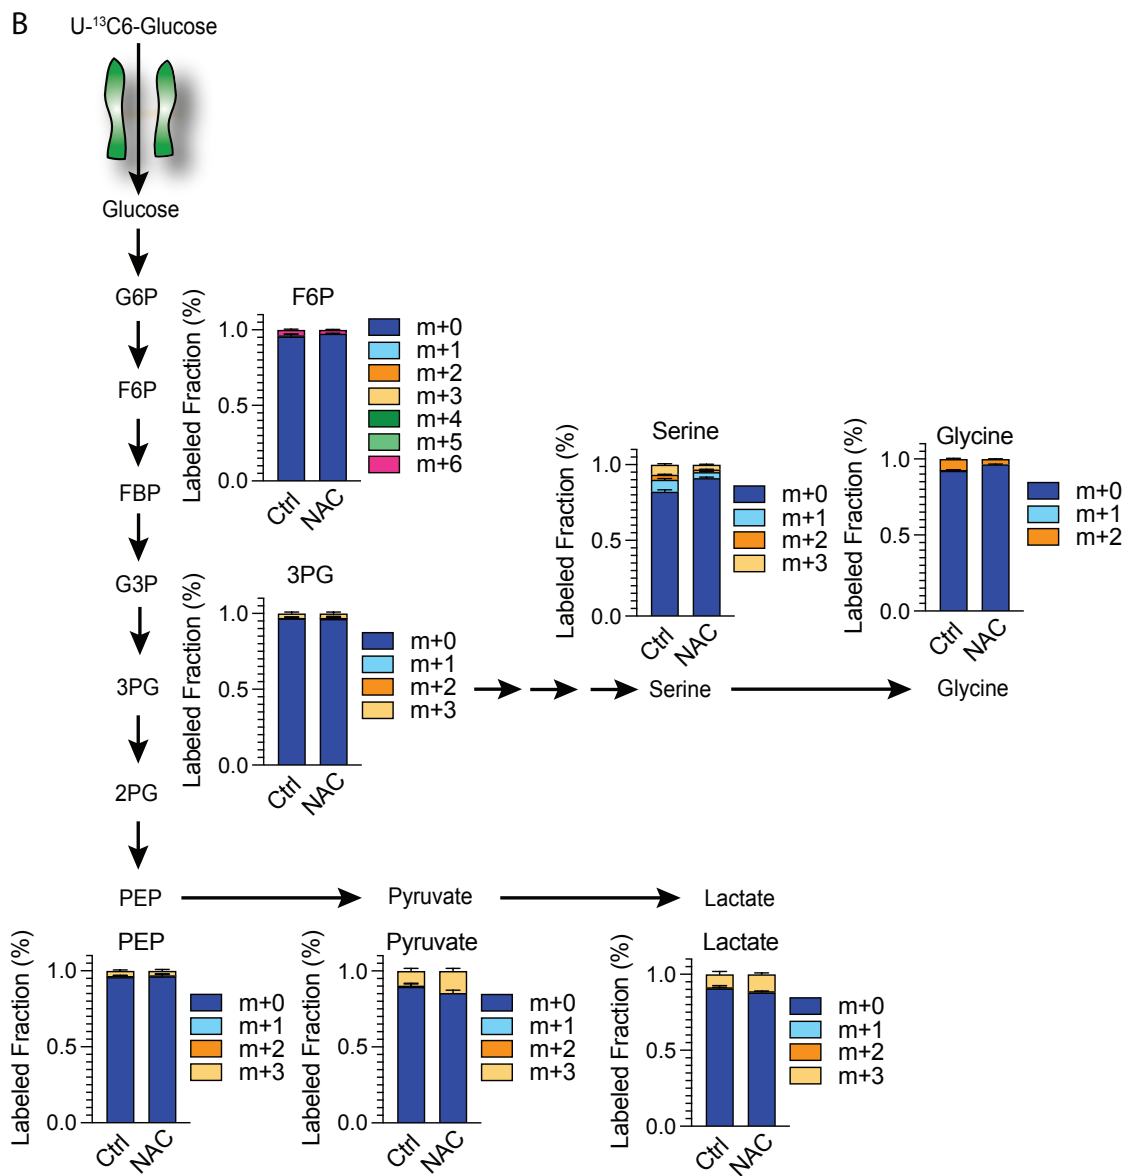 B
U-¹³C6-Glucose
Glucose
G6P
F6P
FBP
G3P
3PG
2PG
PEP
Pyruvate
Lactate
Serine
Glycine
F6P
Labeled Fraction (%)
1.0
0.5
0.0
Ctrl
NAC
m+0
m+1
m+2
m+3
m+4
m+5
m+6
3PG
Labeled Fraction (%)
1.0
0.5
0.0
Ctrl
NAC
m+0
m+1
m+2
m+3
Serine
Labeled Fraction (%)
1.0
0.5
0.0
Ctrl
NAC
m+0
m+1
m+2
m+3
Glycine
Labeled Fraction (%)
1.0
0.5
0.0
Ctrl
NAC
m+0
m+1
m+2
PEP
Labeled Fraction (%)
1.0
0.5
0.0
Ctrl
NAC
m+0
m+1
m+2
m+3
Pyruvate
Labeled Fraction (%)
1.0
0.5
0.0
Ctrl
NAC
m+0
m+1
m+2
m+3
Lactate
Labeled Fraction (%)
1.0
0.5
0.0
Ctrl
NAC
m+0
m+1
m+2
m+3